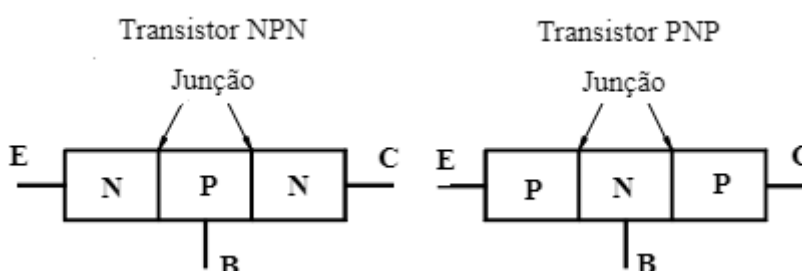 Transistor NPN
Junção
E
N P N
C
B
Transistor PNP
Junção
E
P N P
C
B